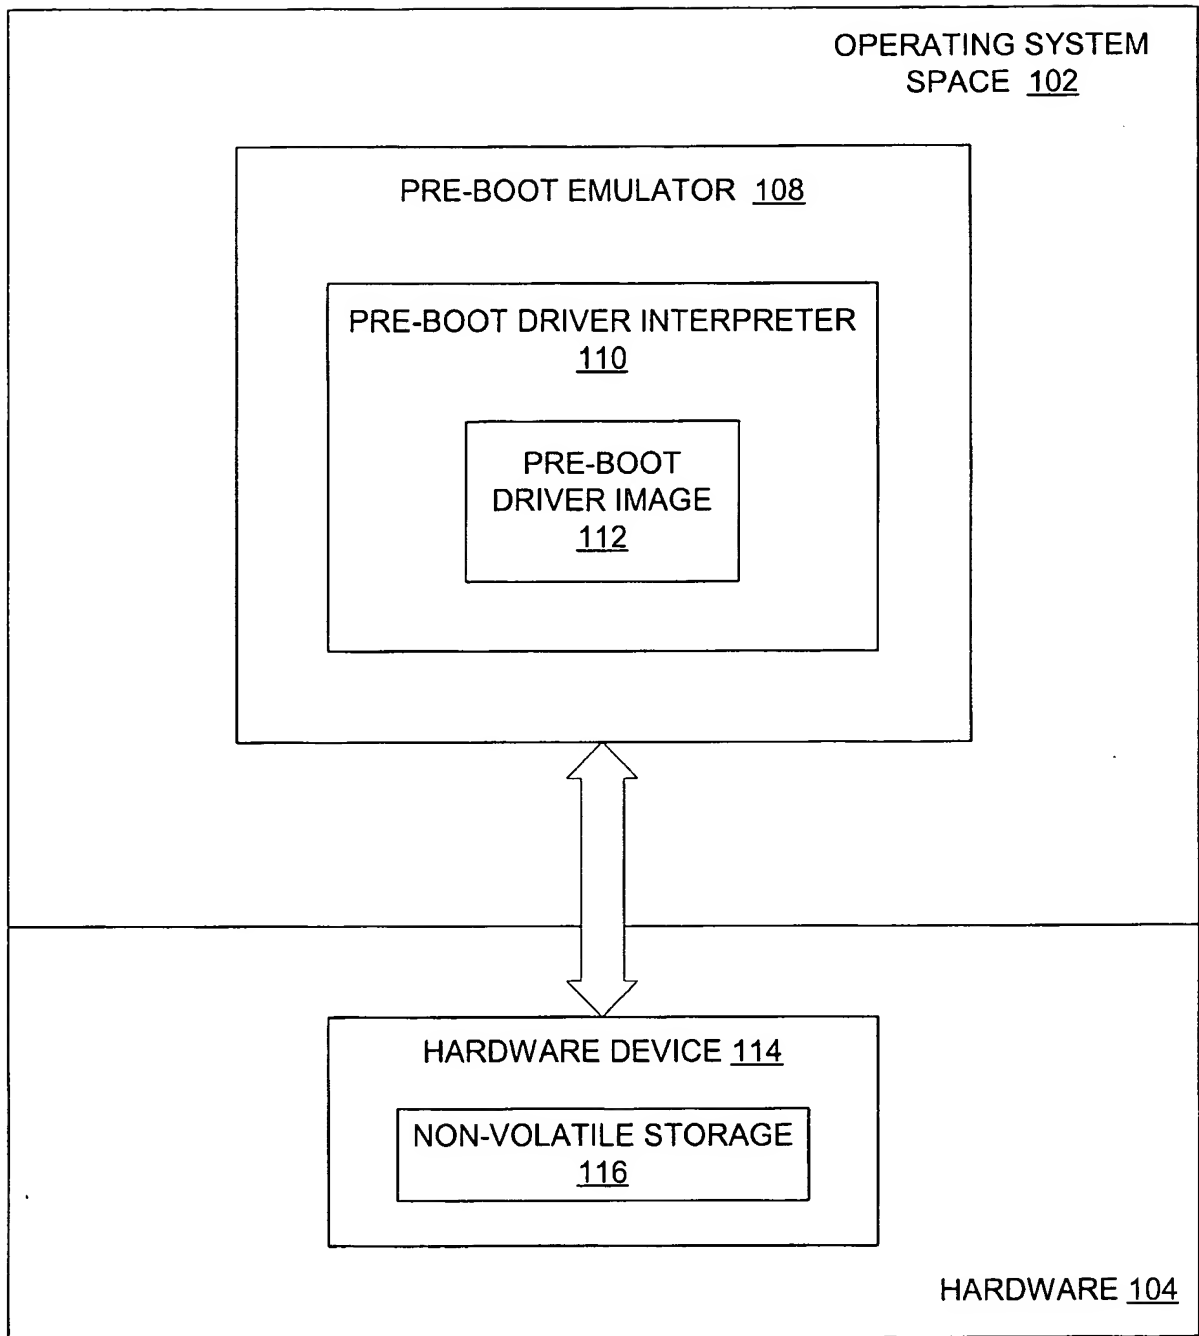 OPERATING SYSTEM
SPACE 102
PRE-BOOT EMULATOR 108
PRE-BOOT DRIVER INTERPRETER
110
PRE-BOOT
DRIVER IMAGE
112
HARDWARE DEVICE 114
NON-VOLATILE STORAGE
116
HARDWARE 104